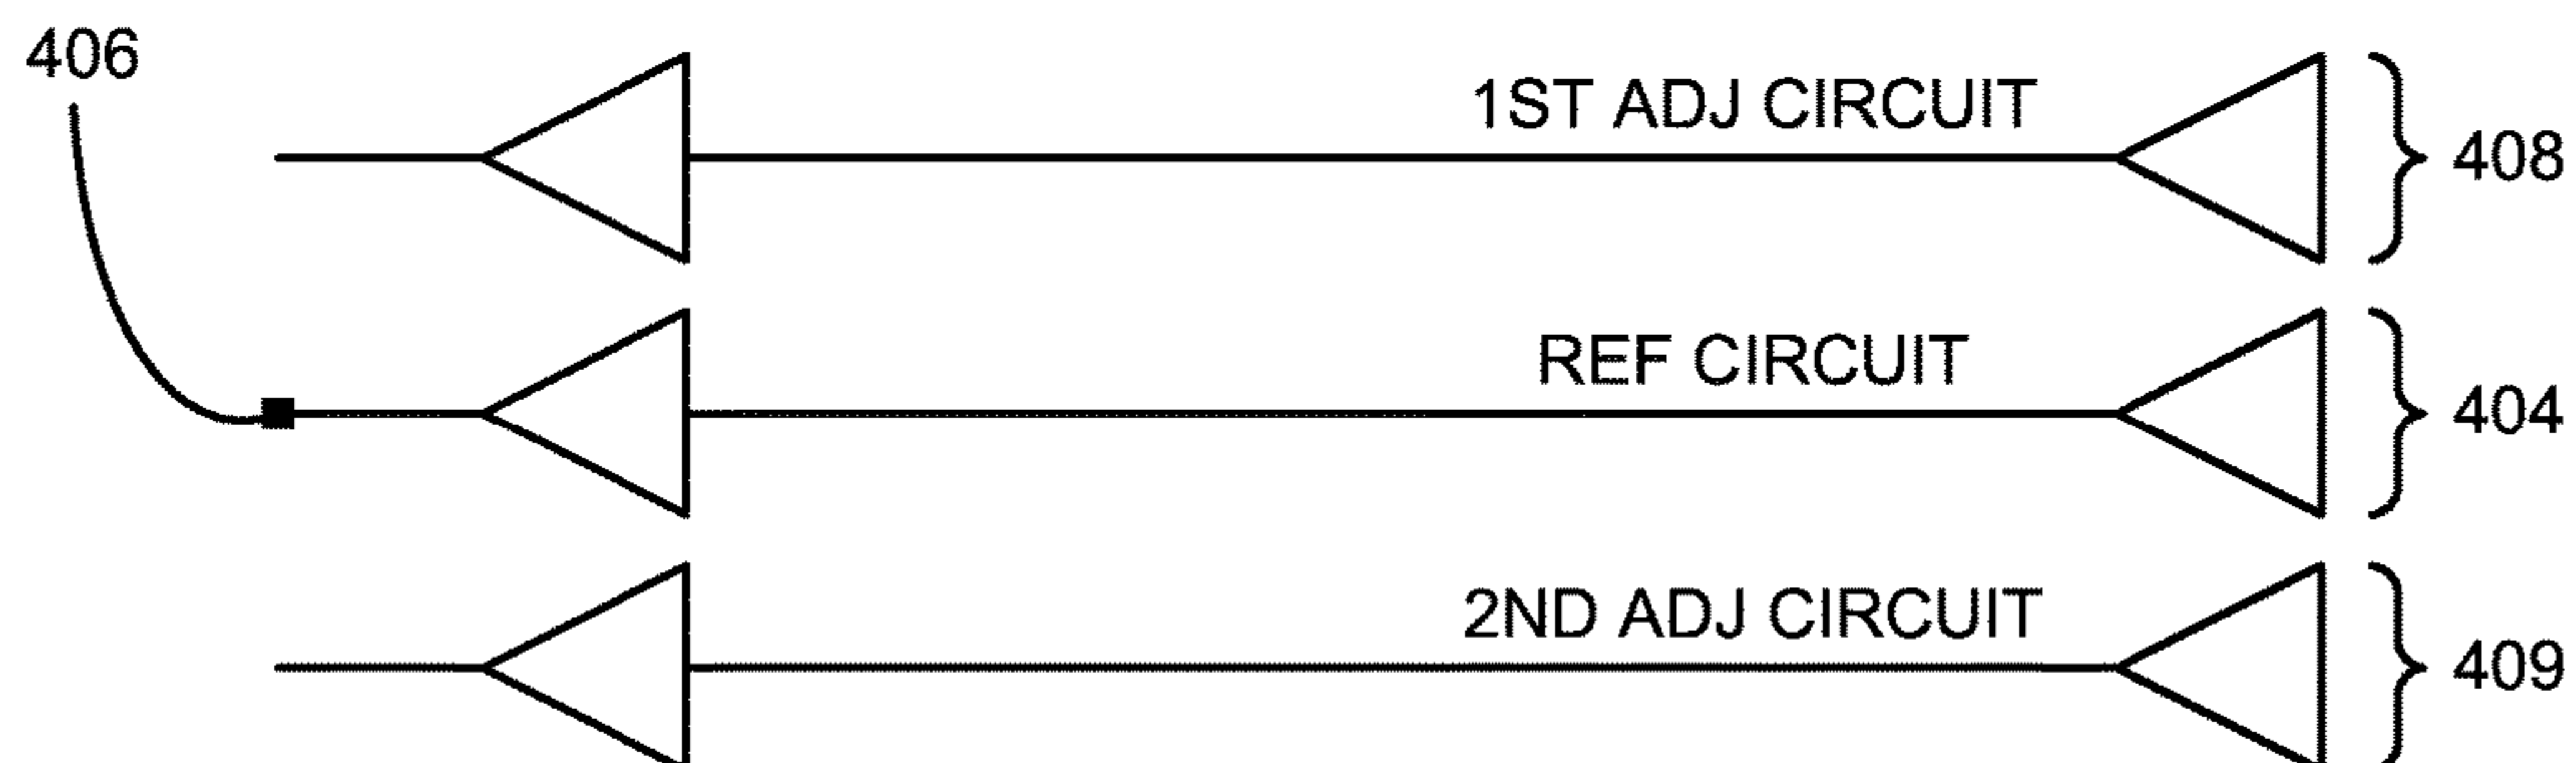 406
1ST ADJ CIRCUIT
408
REF CIRCUIT
404
2ND ADJ CIRCUIT
409